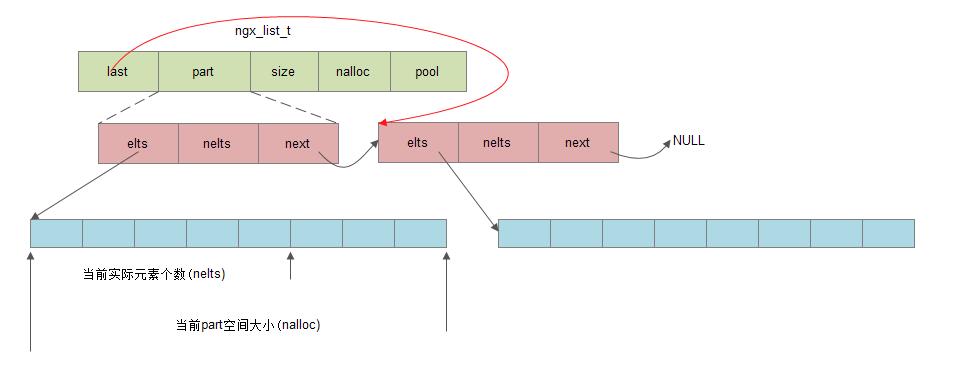 ngx_list_t
last part size nalloc pool
elts nelts next elts nelts next NULL
当前实际元素个数(nelts)
当前part空间大小(nalloc)